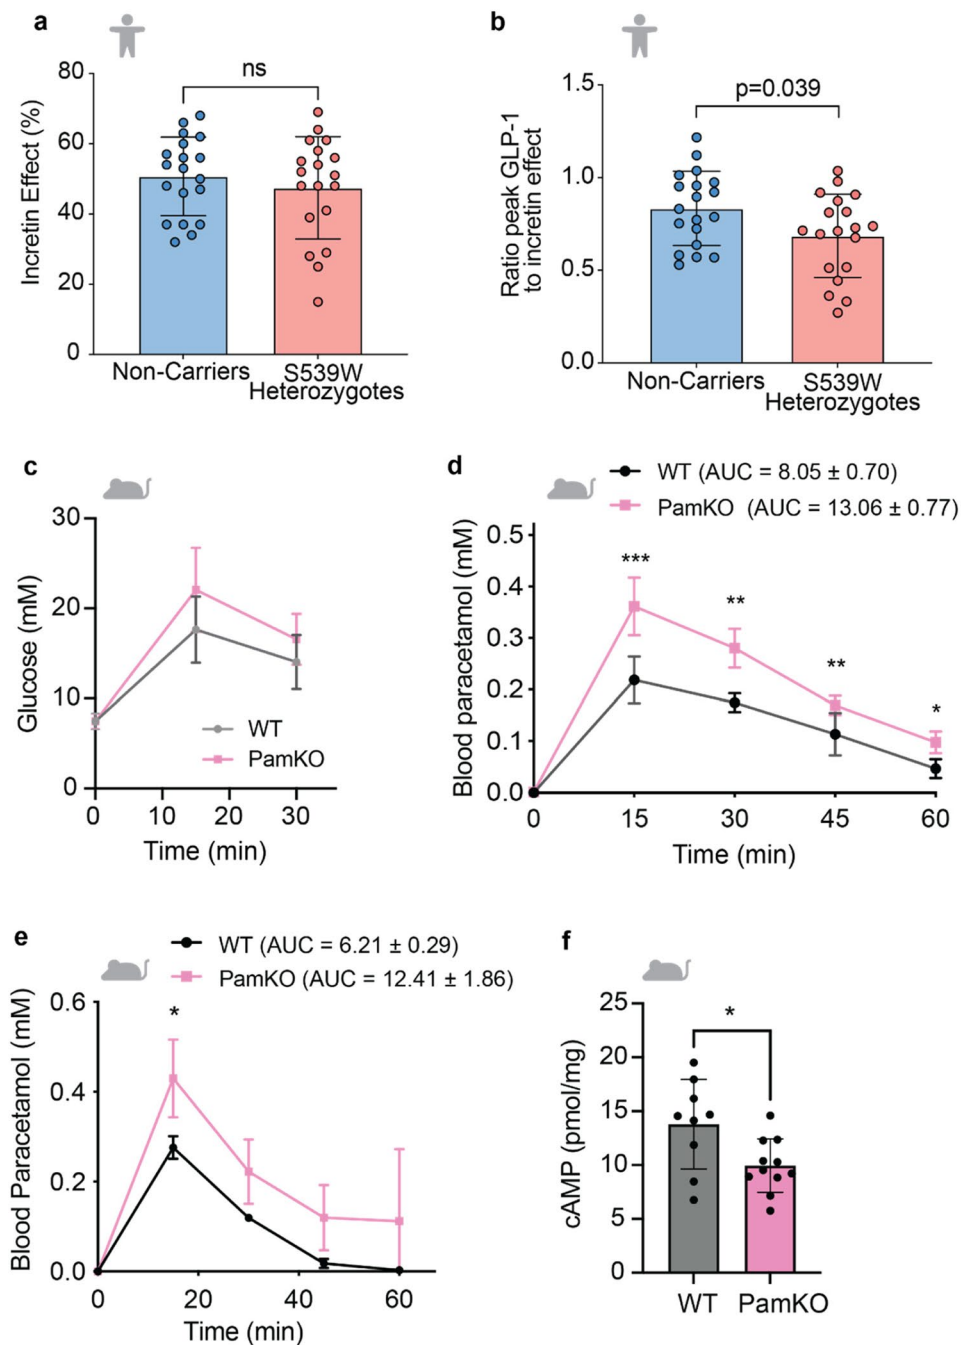 a
80
60
40
20
0
Incretin Effect (%)
ns
Non-Carriers
S539W
Heterozygotes
b
1.5
1.0
0.5
0.0
Ratio peak GLP-1
to incretin effect
p=0.039
Non-Carriers
S539W
Heterozygotes
c
30
20
10
0
Glucose (mM)
WT
PamKO
0 10 20 30
Time (min)
d
WT (AUC = 8.05 ± 0.70)
PamKO (AUC = 13.06 ± 0.77)
0.5
0.4
0.3
0.2
0.1
0.0
Blood paracetamol (mM)
***
**
**
*
0 15 30 45 60
Time (min)
e
WT (AUC = 6.21 ± 0.29)
PamKO (AUC = 12.41 ± 1.86)
0.6
0.4
0.2
0.0
Blood Paracetamol (mM)
*
0 20 40 60
Time (min)
f
25
20
15
10
5
0
cAMP (pmol/mg)
*
WT PamKO